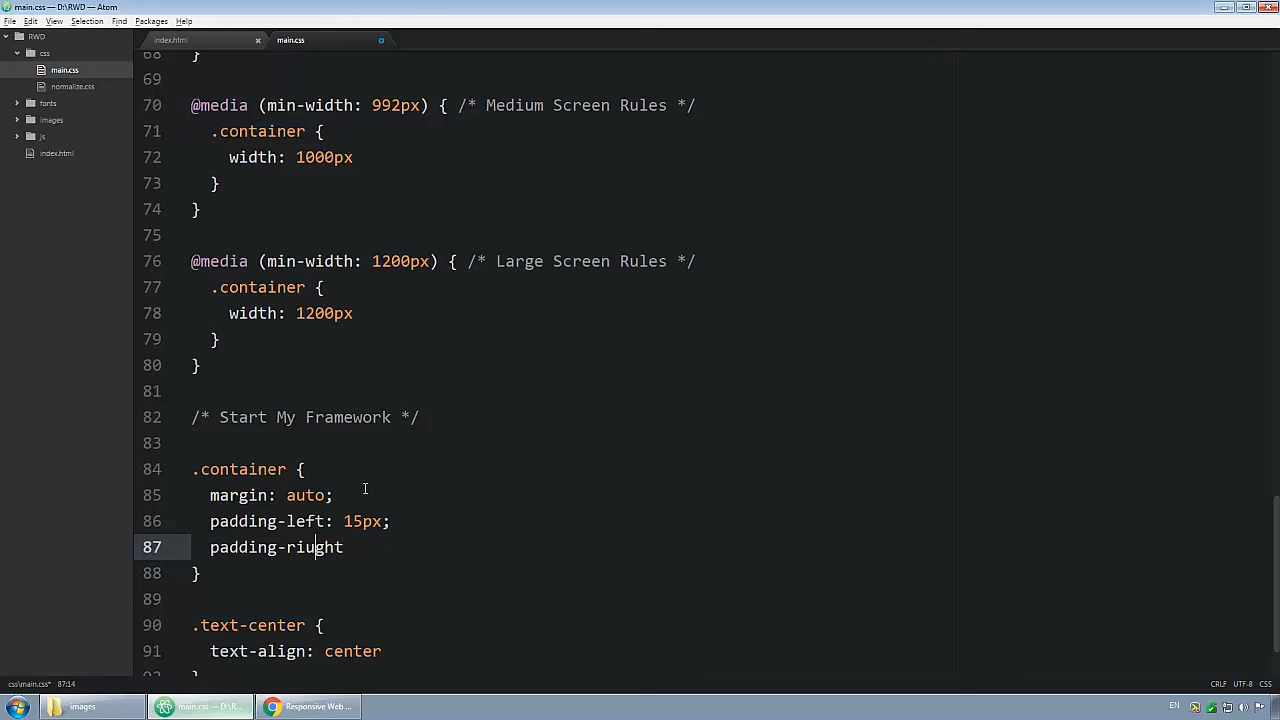 main.css — D:\RWD — Atom
File Edit View Selection Find Packages Help
RWD
css
main.css
normalize.css
fonts
images
js
index.html
index.html
main.css
68 }
69
70 @media (min-width: 992px) { /* Medium Screen Rules */
71 .container {
72 width: 1000px
73 }
74 }
75
76 @media (min-width: 1200px) { /* Large Screen Rules */
77 .container {
78 width: 1200px
79 }
80 }
81
82 /* Start My Framework */
83
84 .container {
85 margin: auto;
86 padding-left: 15px;
87 padding-riught
88 }
89
90 .text-center {
91 text-align: center
92 }
css\main.css* 87:14
CRLF UTF-8 CSS
images
main.css — D:\R...
Responsive Web ...
EN